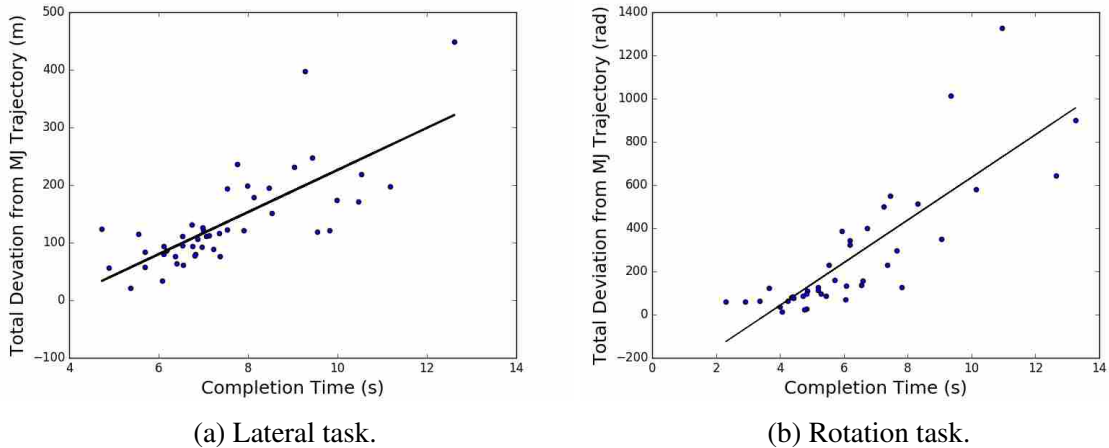 500
400
300
200
100
0
−100
4 6 8 10 12 14
Total Devation from MJ Trajectory (m)
Completion Time (s)
(a) Lateral task.
1400
1200
1000
800
600
400
200
0
−200
0 2 4 6 8 10 12 14
Total Deviation from MJ Trajectory (rad)
Completion Time (s)
(b) Rotation task.